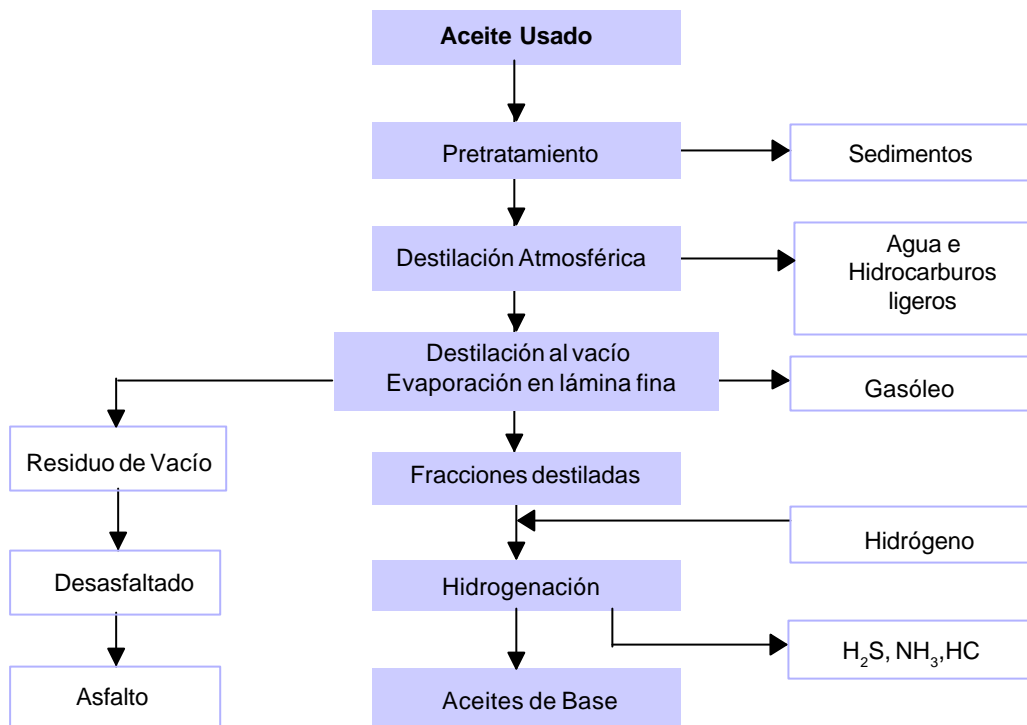 Aceite Usado
Pretratamiento
Sedimentos
Destilación Atmosférica
Agua e
Hidrocarburos
ligeros
Destilación al vacío
Evaporación en lámina fina
Gasóleo
Residuo de Vacío
Fracciones destiladas
Hidrógeno
Desasfaltado
Hidrogenación
H₂S, NH₃,HC
Asfalto
Aceites de Base